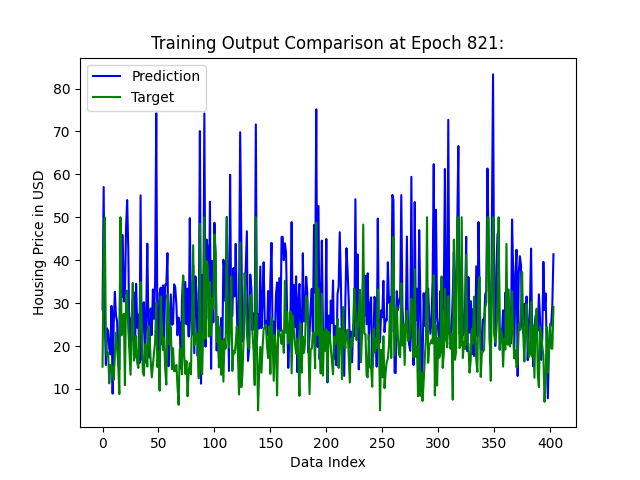 Training Output Comparison at Epoch 821:
Prediction
Target
Housing Price in USD
80
70
60
50
40
30
20
10
0 50 100 150 200 250 300 350 400
Data Index